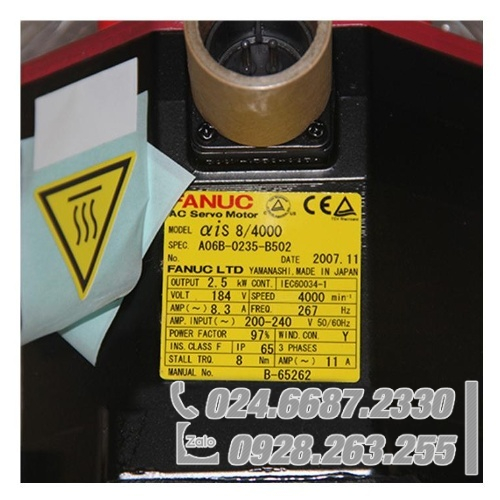 FANUC
AC Servo Motor
MODEL αiS 8/4000
SPEC. A06B-0235-B502
No. DATE 2007.11
FANUC LTD YAMANASHI, MADE IN JAPAN
OUTPUT 2.5 kW CONT. IEC60034-1
VOLT 184 V SPEED 4000 min⁻¹
AMP(~) 8.3 A FREQ. 267 Hz
AMP. INPUT(~) 200-240 V 50/60Hz
POWER FACTOR 97% WIND.CON. Y
INS.CLASS F IP 65 3 PHASES
STALL TRQ. 8 Nm AMP(~) 11 A
MANUAL No. B-65262
024.6687.2330
Zalo 0928.263.255